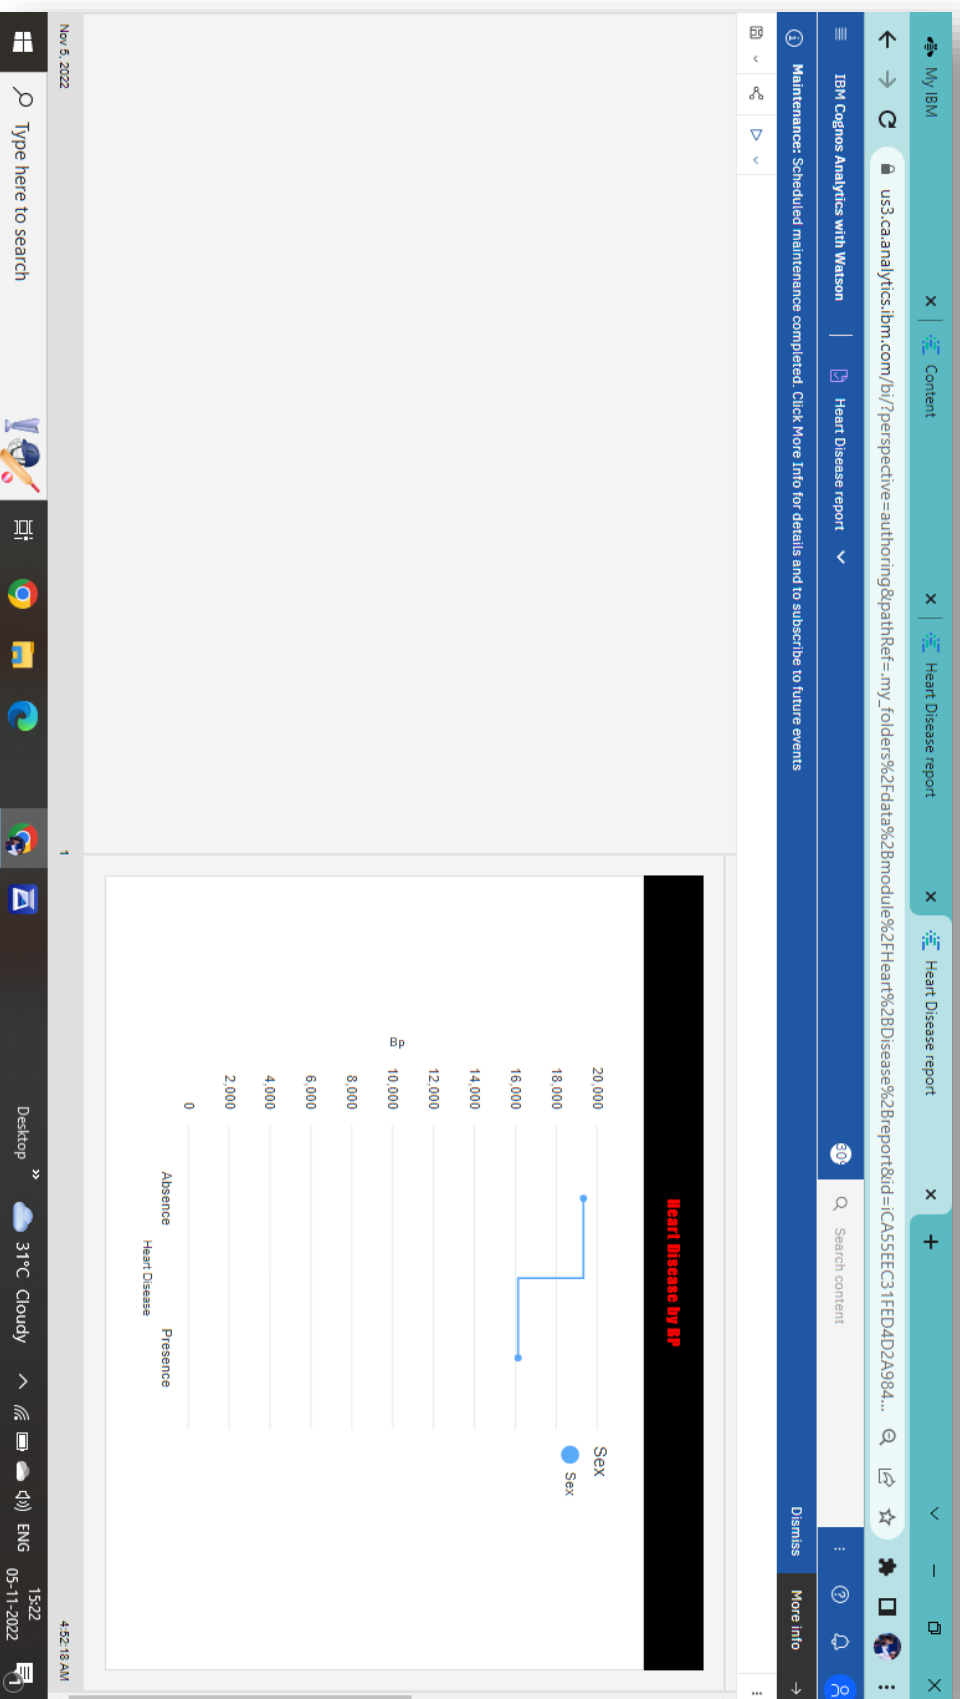 My IBM
Content
Heart Disease report
Heart Disease report
us3.ca.analytics.ibm.com/bi/?perspective=authoring&pathRef=.my_folders%2Fdata%2Bmodule%2FHeart%2BDisease%2Breport&id=iCA55EEC31FED4D2A984...
IBM Cognos Analytics with Watson
Heart Disease report
Search content
Maintenance: Scheduled maintenance completed. Click More Info for details and to subscribe to future events
Dismiss
More info
Heart Disease by BP
20,000
18,000
16,000
14,000
12,000
10,000
8,000
6,000
4,000
2,000
0
Bp
Absence
Presence
Heart Disease
Sex
Sex
Nov 5, 2022
1
4:52:18 AM
Type here to search
Desktop
31°C Cloudy
ENG
15:22
05-11-2022
1